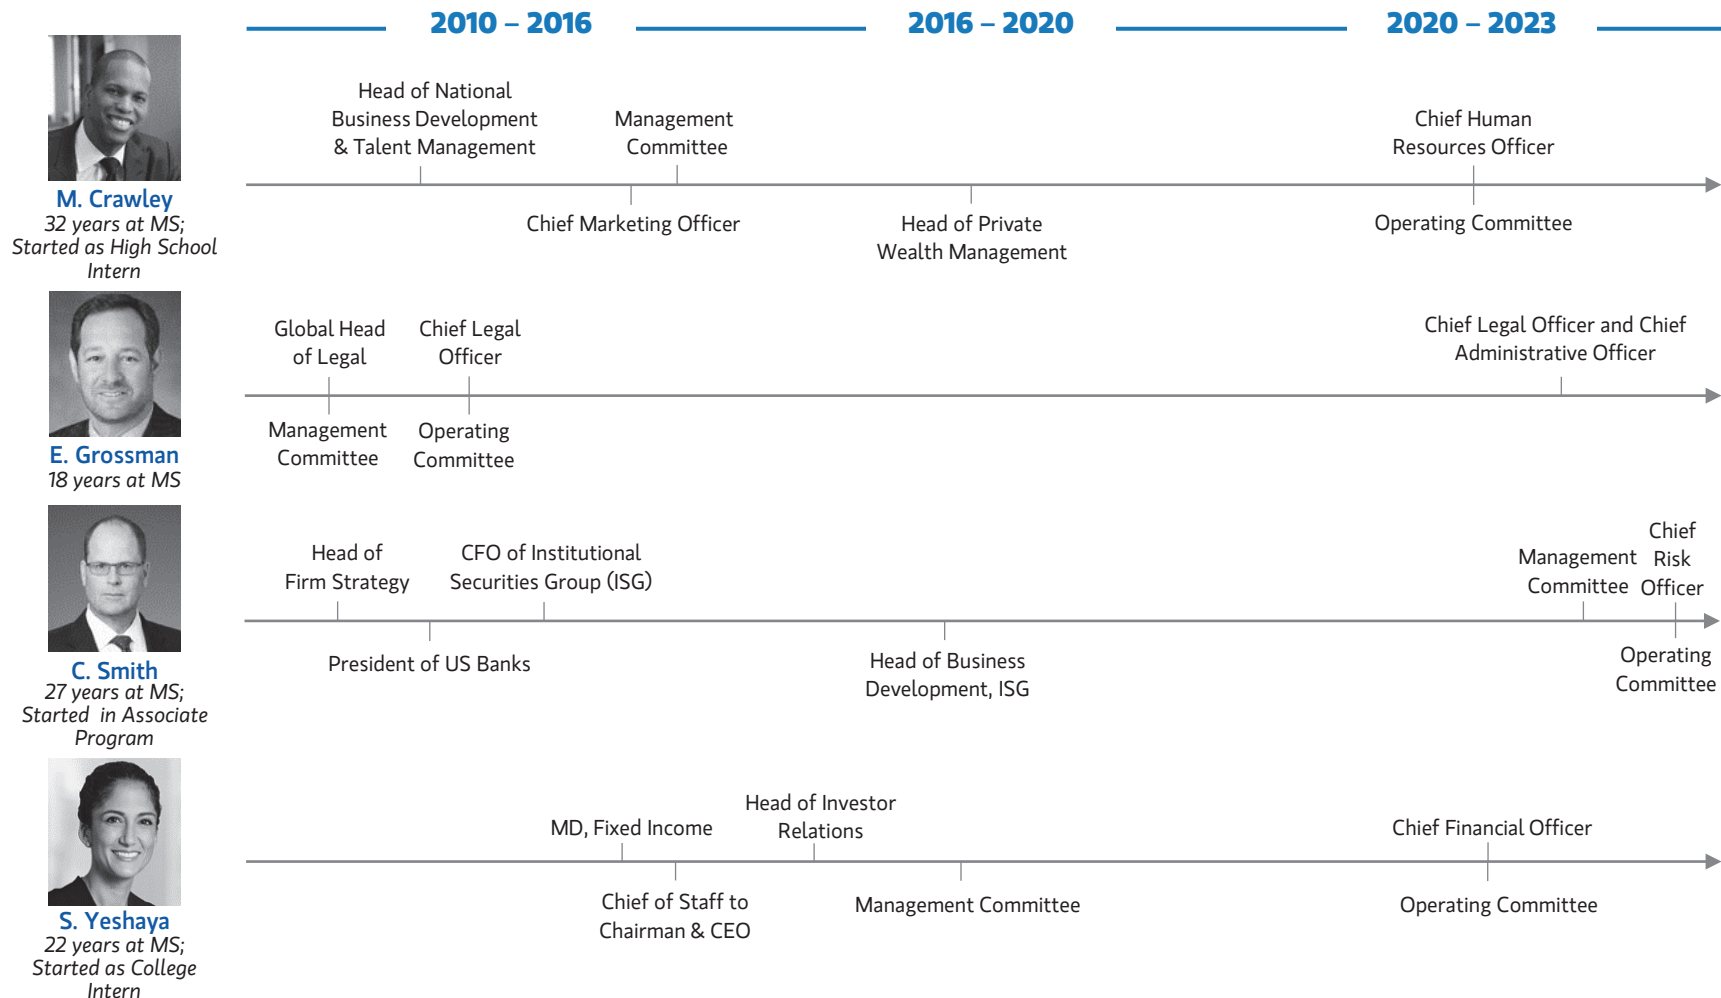 2010 – 2016
2016 – 2020
2020 – 2023
M. Crawley
32 years at MS;
Started as High School
Intern
Head of National
Business Development
& Talent Management
Chief Marketing Officer
Management
Committee
Head of Private
Wealth Management
Chief Human
Resources Officer
Operating Committee
E. Grossman
18 years at MS
Global Head
of Legal
Management
Committee
Chief Legal
Officer
Operating
Committee
Chief Legal Officer and Chief
Administrative Officer
C. Smith
27 years at MS;
Started in Associate
Program
Head of
Firm Strategy
President of US Banks
CFO of Institutional
Securities Group (ISG)
Head of Business
Development, ISG
Management
Committee
Chief
Risk
Officer
Operating
Committee
S. Yeshaya
22 years at MS;
Started as College
Intern
MD, Fixed Income
Chief of Staff to
Chairman & CEO
Head of Investor
Relations
Management Committee
Chief Financial Officer
Operating Committee